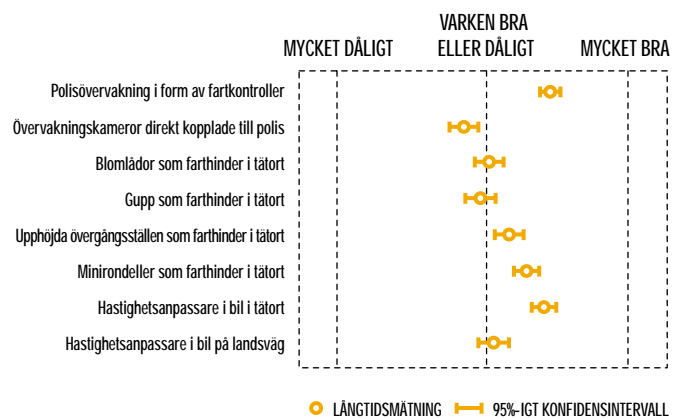 VARKEN BRA
MYCKET DÅLIGT ELLER DÅLIGT MYCKET BRA
Polisövervakning i form av fartkontroller
Övervakningskameror direkt kopplade till polis
Blomlådor som farthinder i tätort
Gupp som farthinder i tätort
Upphöjda övergångsställen som farthinder i tätort
Minirondeller som farthinder i tätort
Hastighetsanpassare i bil i tätort
Hastighetsanpassare i bil på landsväg
LÅNGTIDSMÄTNING 95%-IGT KONFIDENSINTERVALL